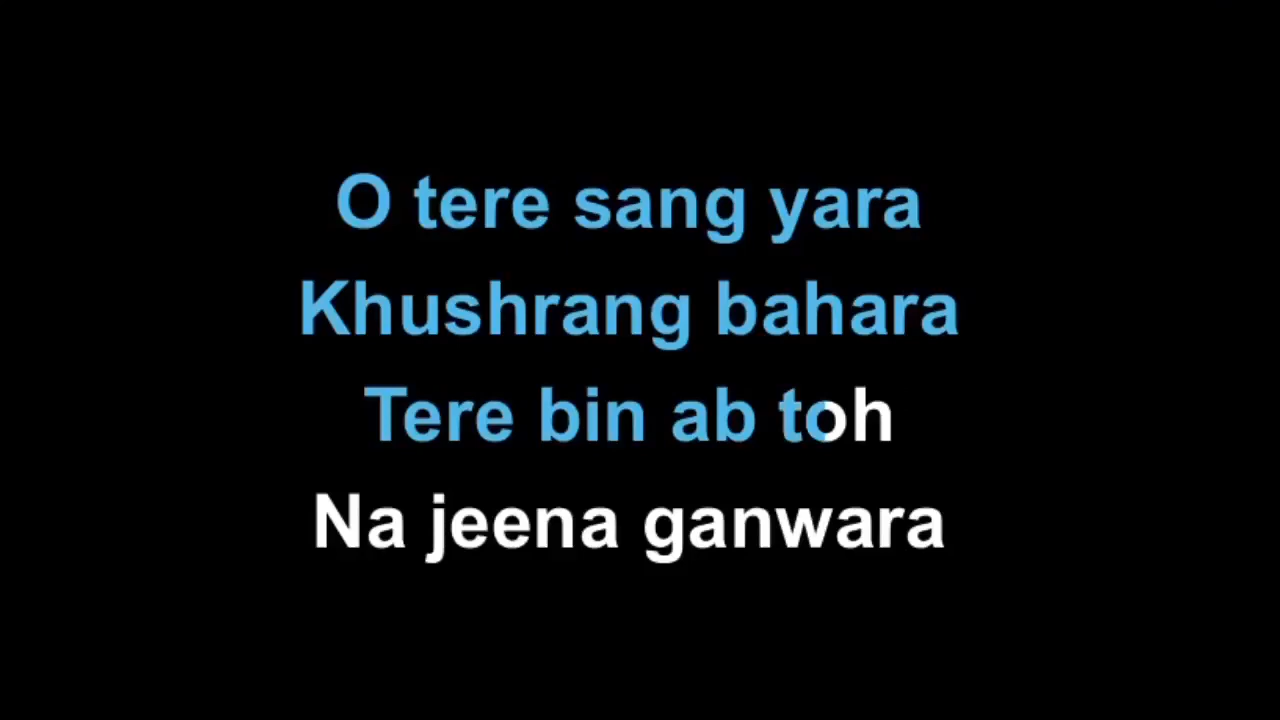 O tere sang yara
Khushrang bahara
Tere bin ab toh
Na jeena ganwara